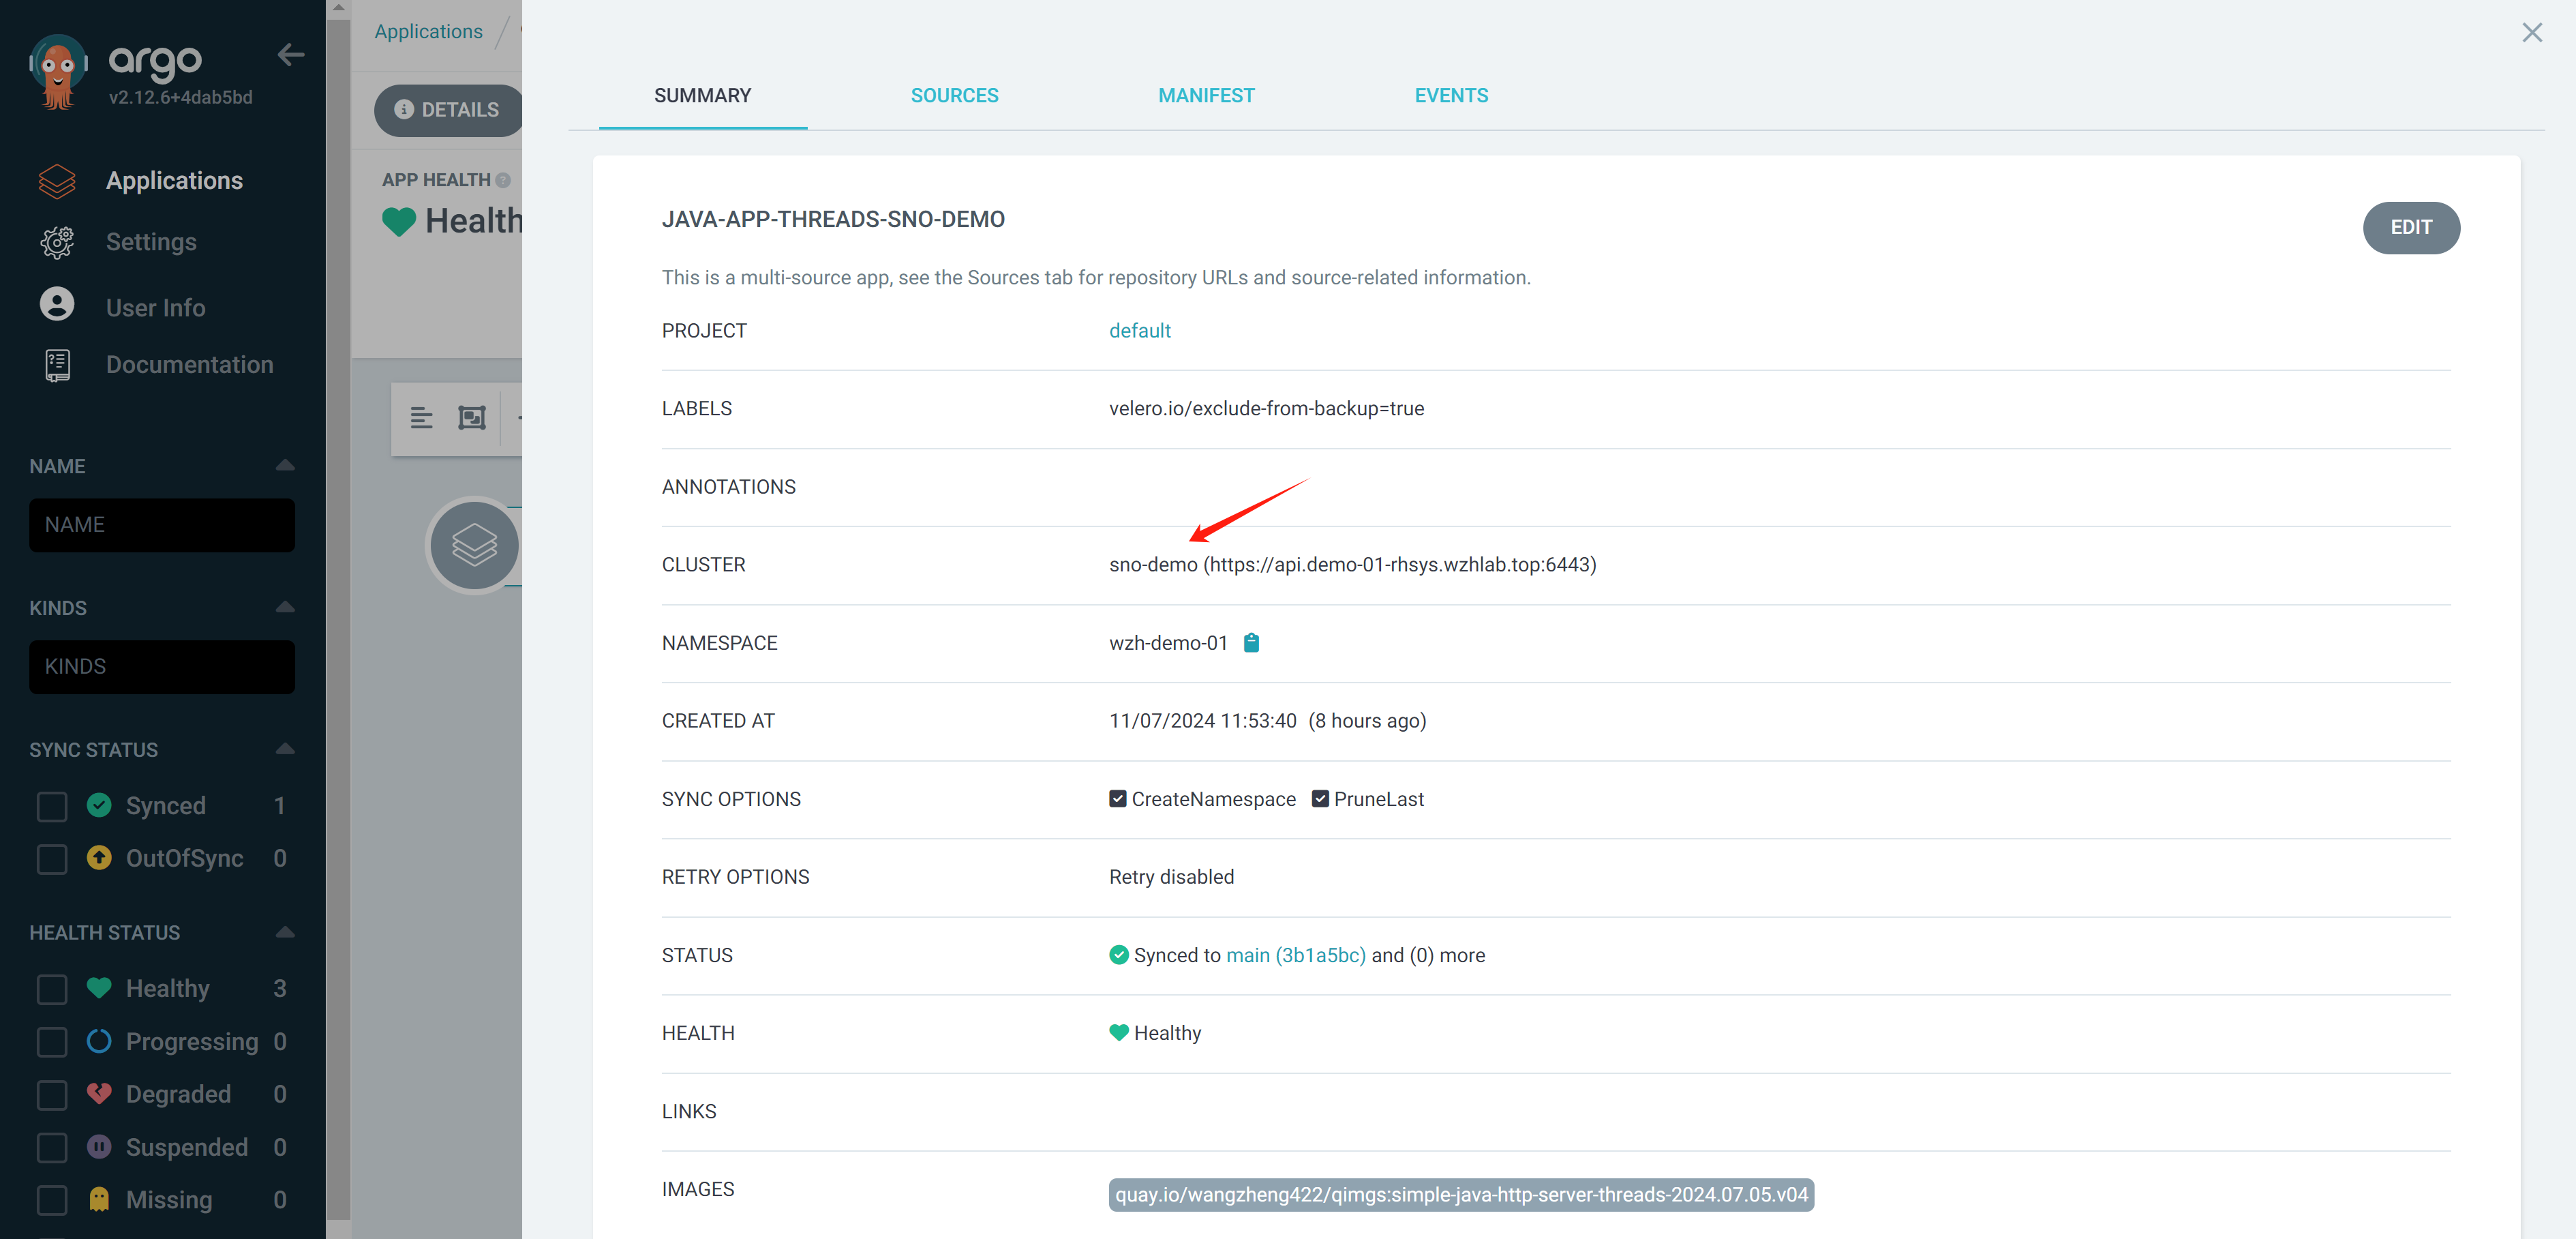 argo
v2.12.6+4dab5bd
Applications
Settings
User Info
Documentation
NAME
NAME
KINDS
KINDS
SYNC STATUS
Synced 1
OutOfSync 0
HEALTH STATUS
Healthy 3
Progressing 0
Degraded 0
Suspended 0
Missing 0
Applications /
DETAILS
APP HEALTH
Health
SUMMARY
SOURCES
MANIFEST
EVENTS
JAVA-APP-THREADS-SNO-DEMO
EDIT
This is a multi-source app, see the Sources tab for repository URLs and source-related information.
PROJECT default
LABELS velero.io/exclude-from-backup=true
ANNOTATIONS
CLUSTER sno-demo (https://api.demo-01-rhsys.wzhlab.top:6443)
NAMESPACE wzh-demo-01
CREATED AT 11/07/2024 11:53:40 (8 hours ago)
SYNC OPTIONS CreateNamespace PruneLast
RETRY OPTIONS Retry disabled
STATUS Synced to main (3b1a5bc) and (0) more
HEALTH Healthy
LINKS
IMAGES quay.io/wangzheng422/qimgs:simple-java-http-server-threads-2024.07.05.v04